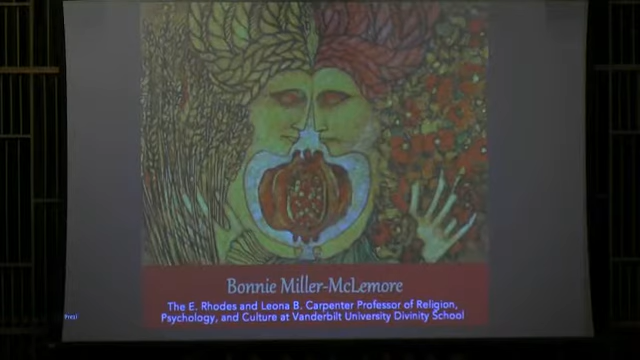 Bonnie Miller-McLemore
The E. Rhodes and Leona B. Carpenter Professor of Religion,
Psychology, and Culture at Vanderbilt University Divinity School
Prezi